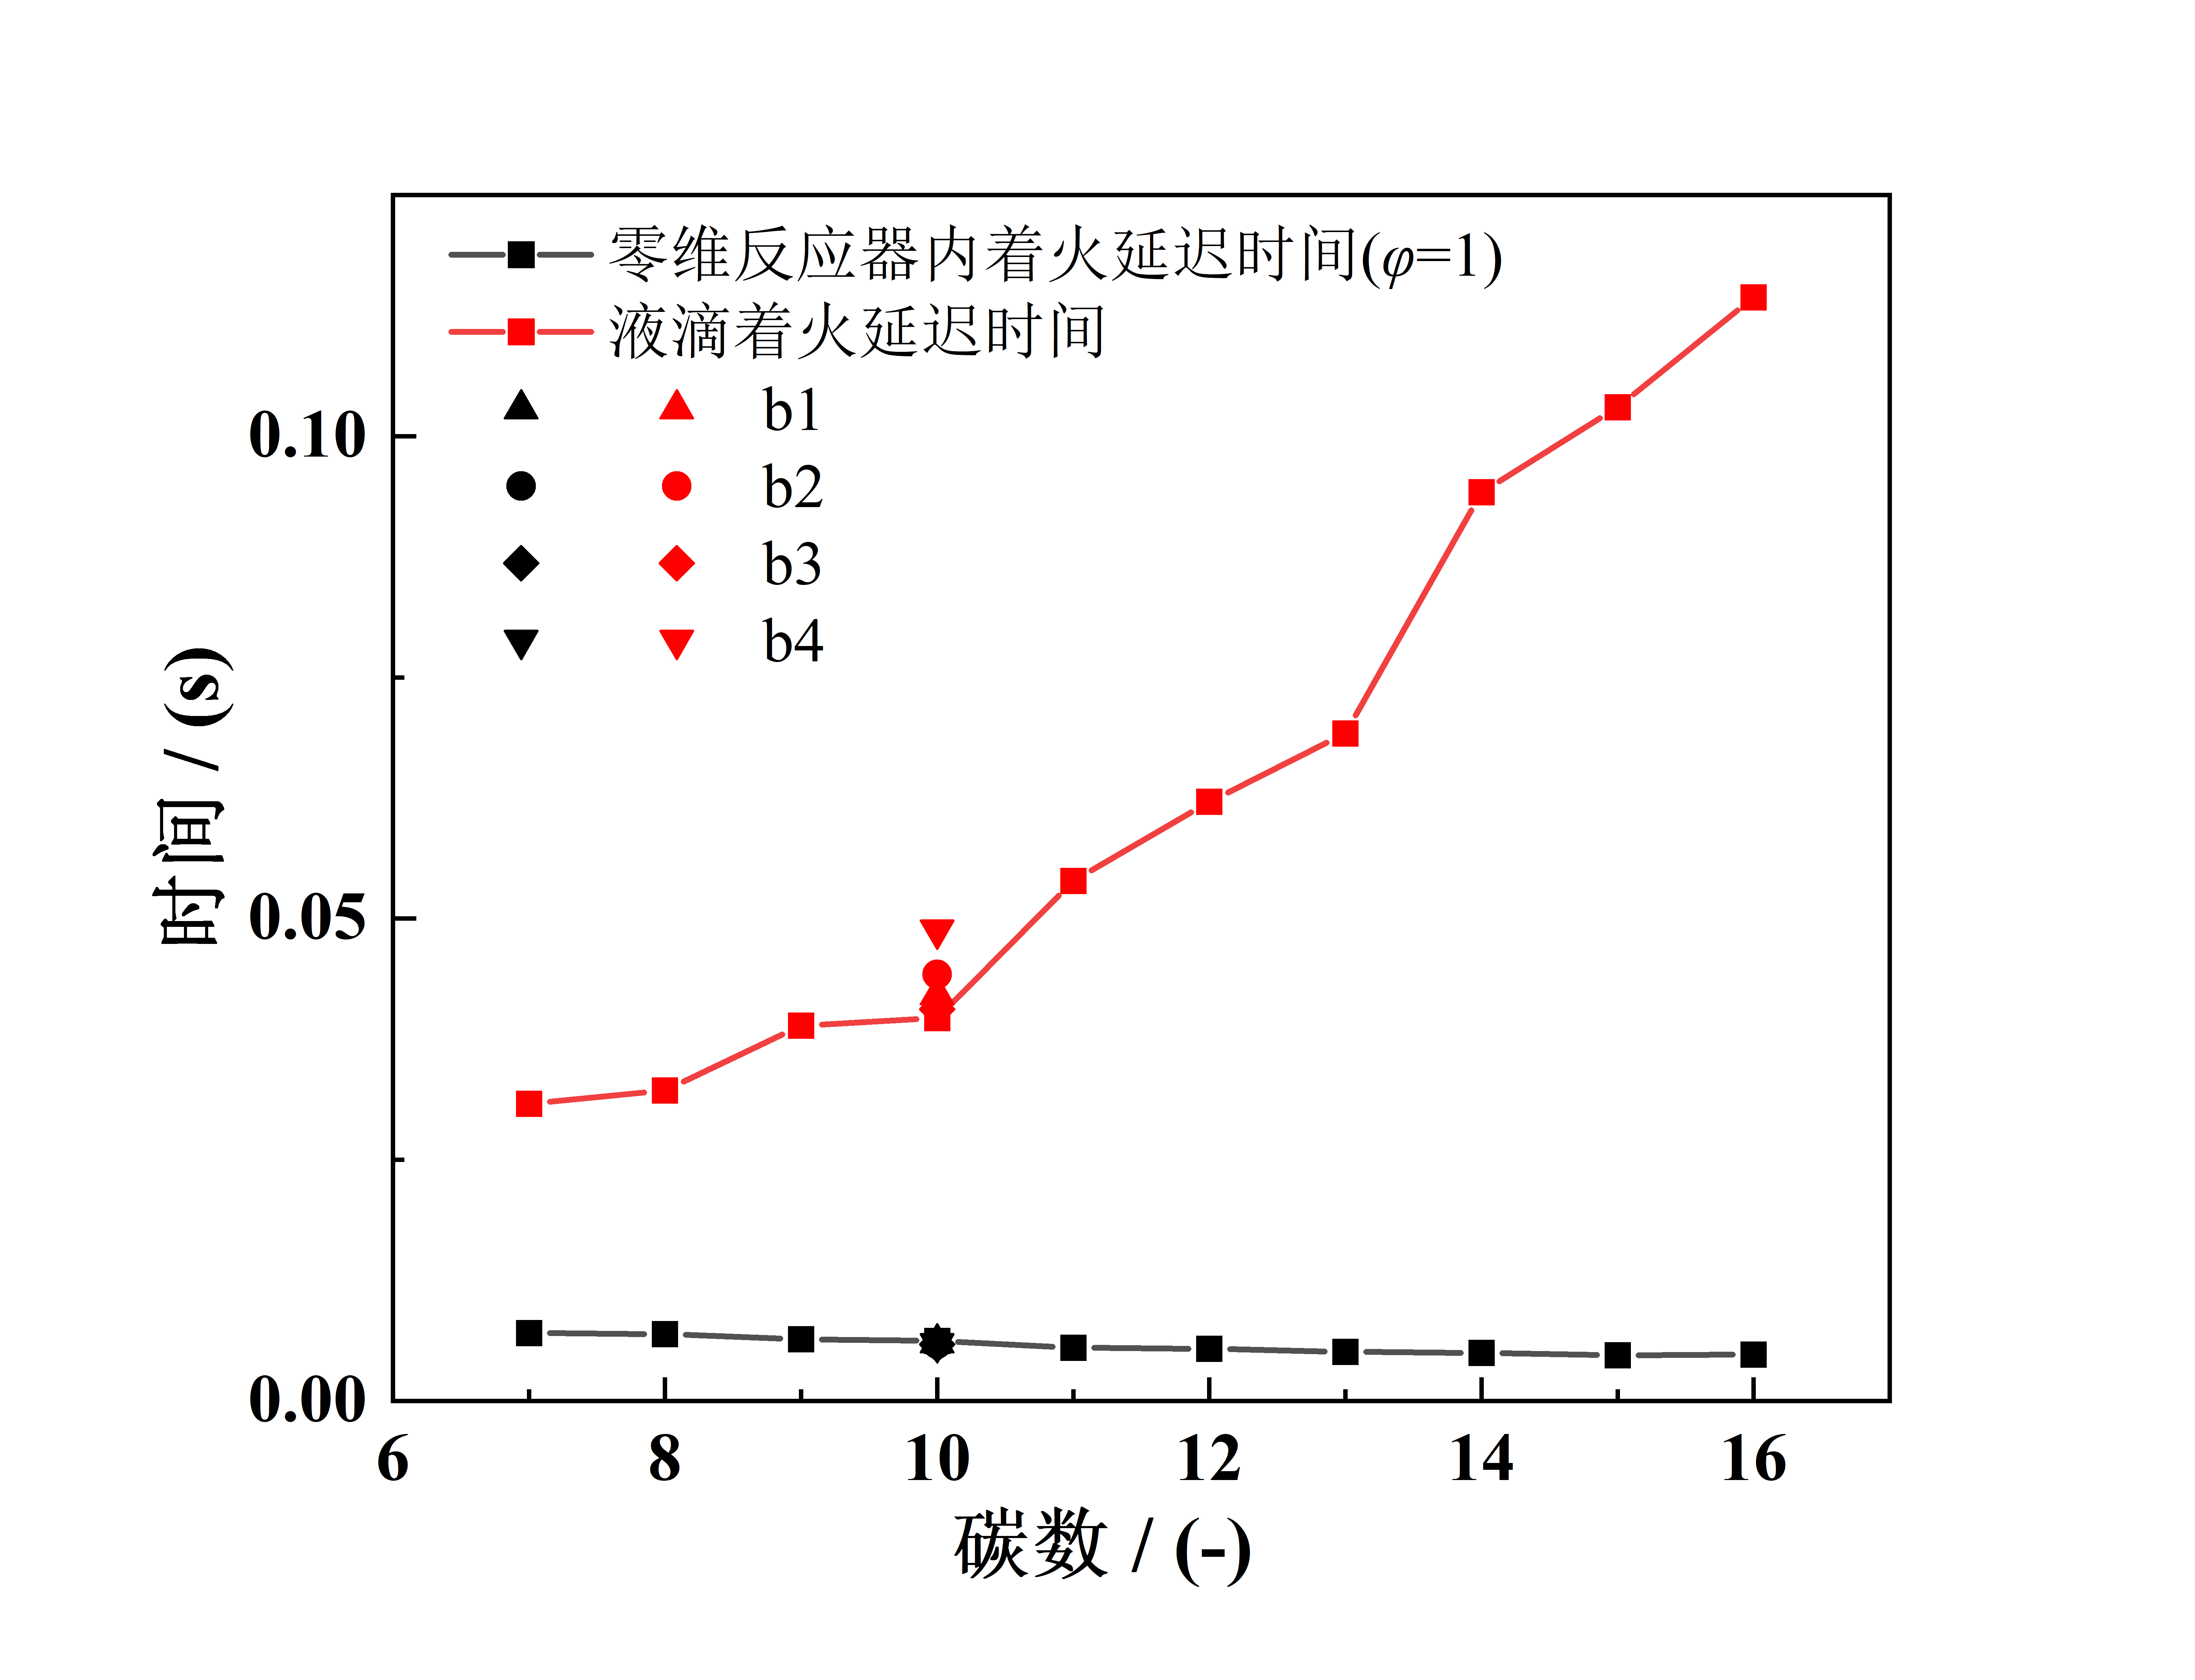 零维反应器内着火延迟时间(φ=1)
液滴着火延迟时间
b1
b2
b3
b4
0.10
0.05
0.00
时间 / (s)
6 8 10 12 14 16
碳数 / (-)